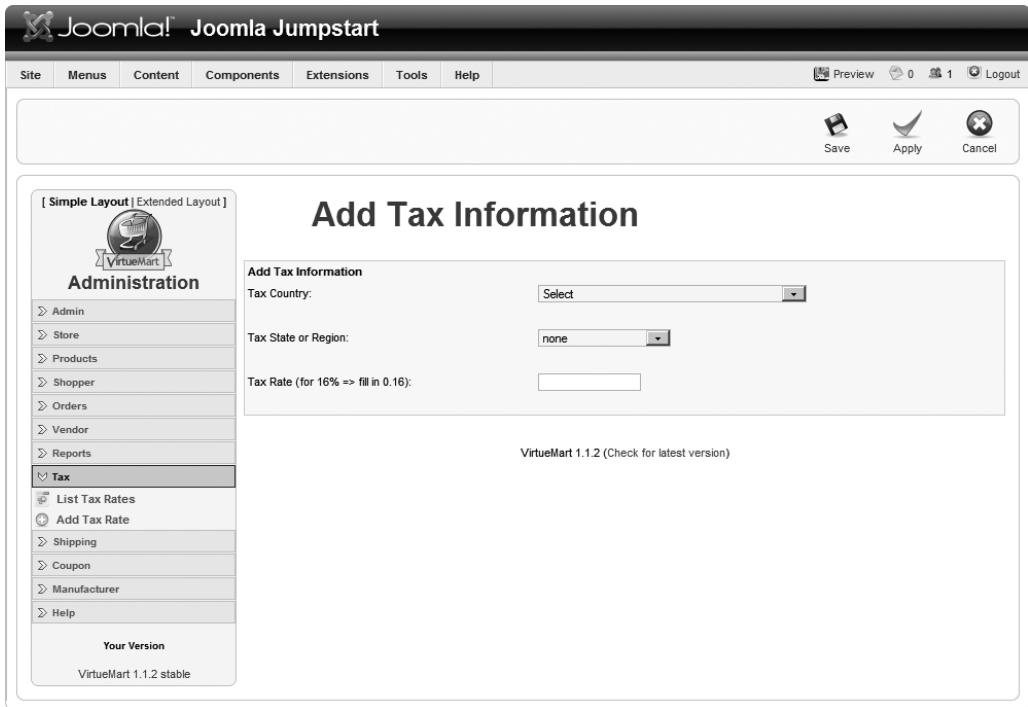 Joomla! Joomla Jumpstart
Site Menus Content Components Extensions Tools Help Preview 0 1 Logout
Save Apply Cancel
[ Simple Layout | Extended Layout ]
VirtueMart
Administration
Admin
Store
Products
Shopper
Orders
Vendor
Reports
Tax
List Tax Rates
Add Tax Rate
Shipping
Coupon
Manufacturer
Help
Your Version
VirtueMart 1.1.2 stable
Add Tax Information
Add Tax Information
Tax Country: Select
Tax State or Region: none
Tax Rate (for 16% => fill in 0.16):
VirtueMart 1.1.2 (Check for latest version)